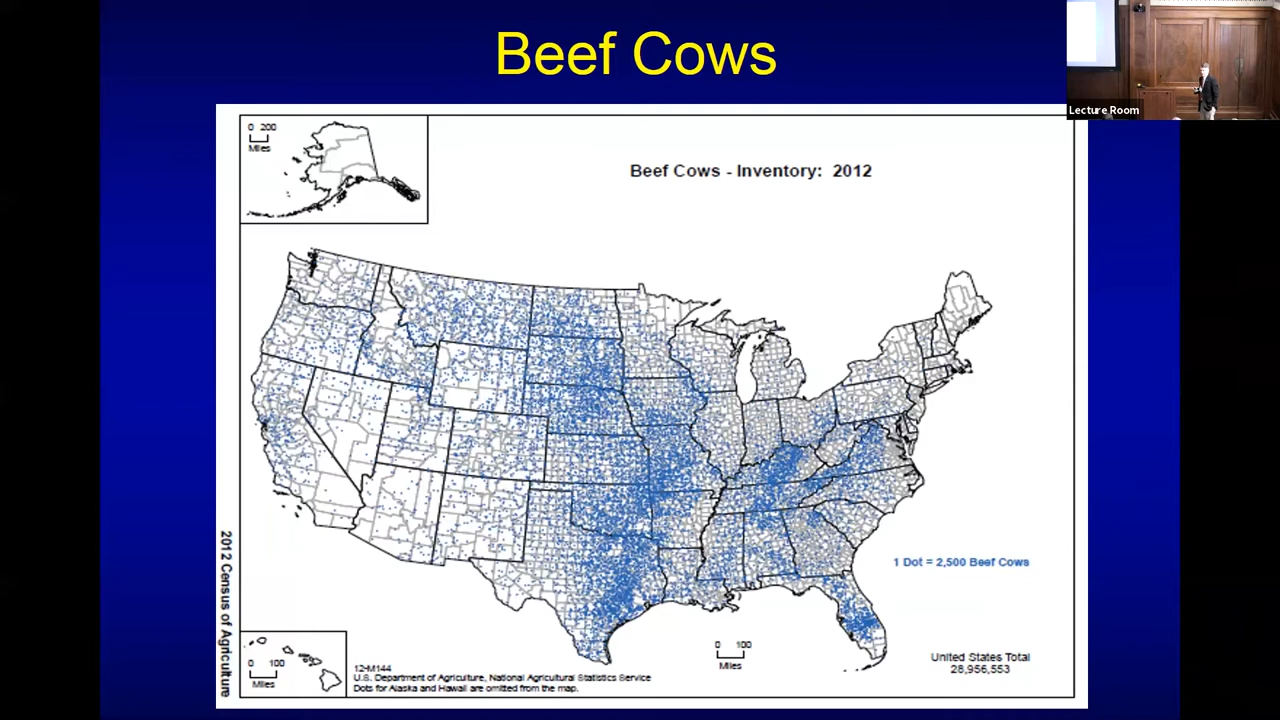 Beef Cows
Lecture Room
0 200
Miles
Beef Cows - Inventory: 2012
2012 Census of Agriculture
1 Dot = 2,500 Beef Cows
0 100
Miles
12-M144
U.S. Department of Agriculture, National Agricultural Statistics Service
Dots for Alaska and Hawaii are omitted from the map.
0 100
Miles
United States Total
28,956,553